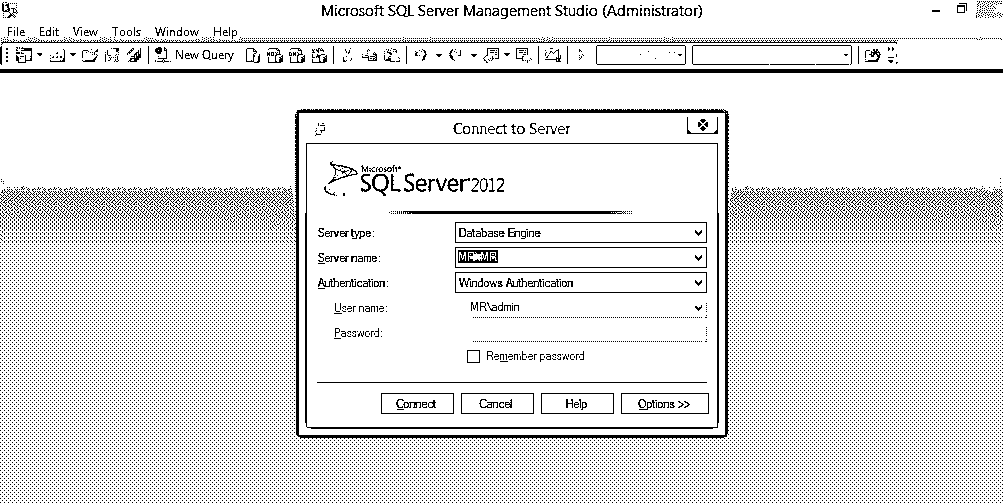 Microsoft SQL Server Management Studio (Administrator)
File Edit View Tools Window Help
New Query
Connect to Server
Microsoft
SQL Server 2012
Server type: Database Engine
Server name:
Authentication: Windows Authentication
User name: MR\admin
Password:
Remember password
Connect Cancel Help Options >>